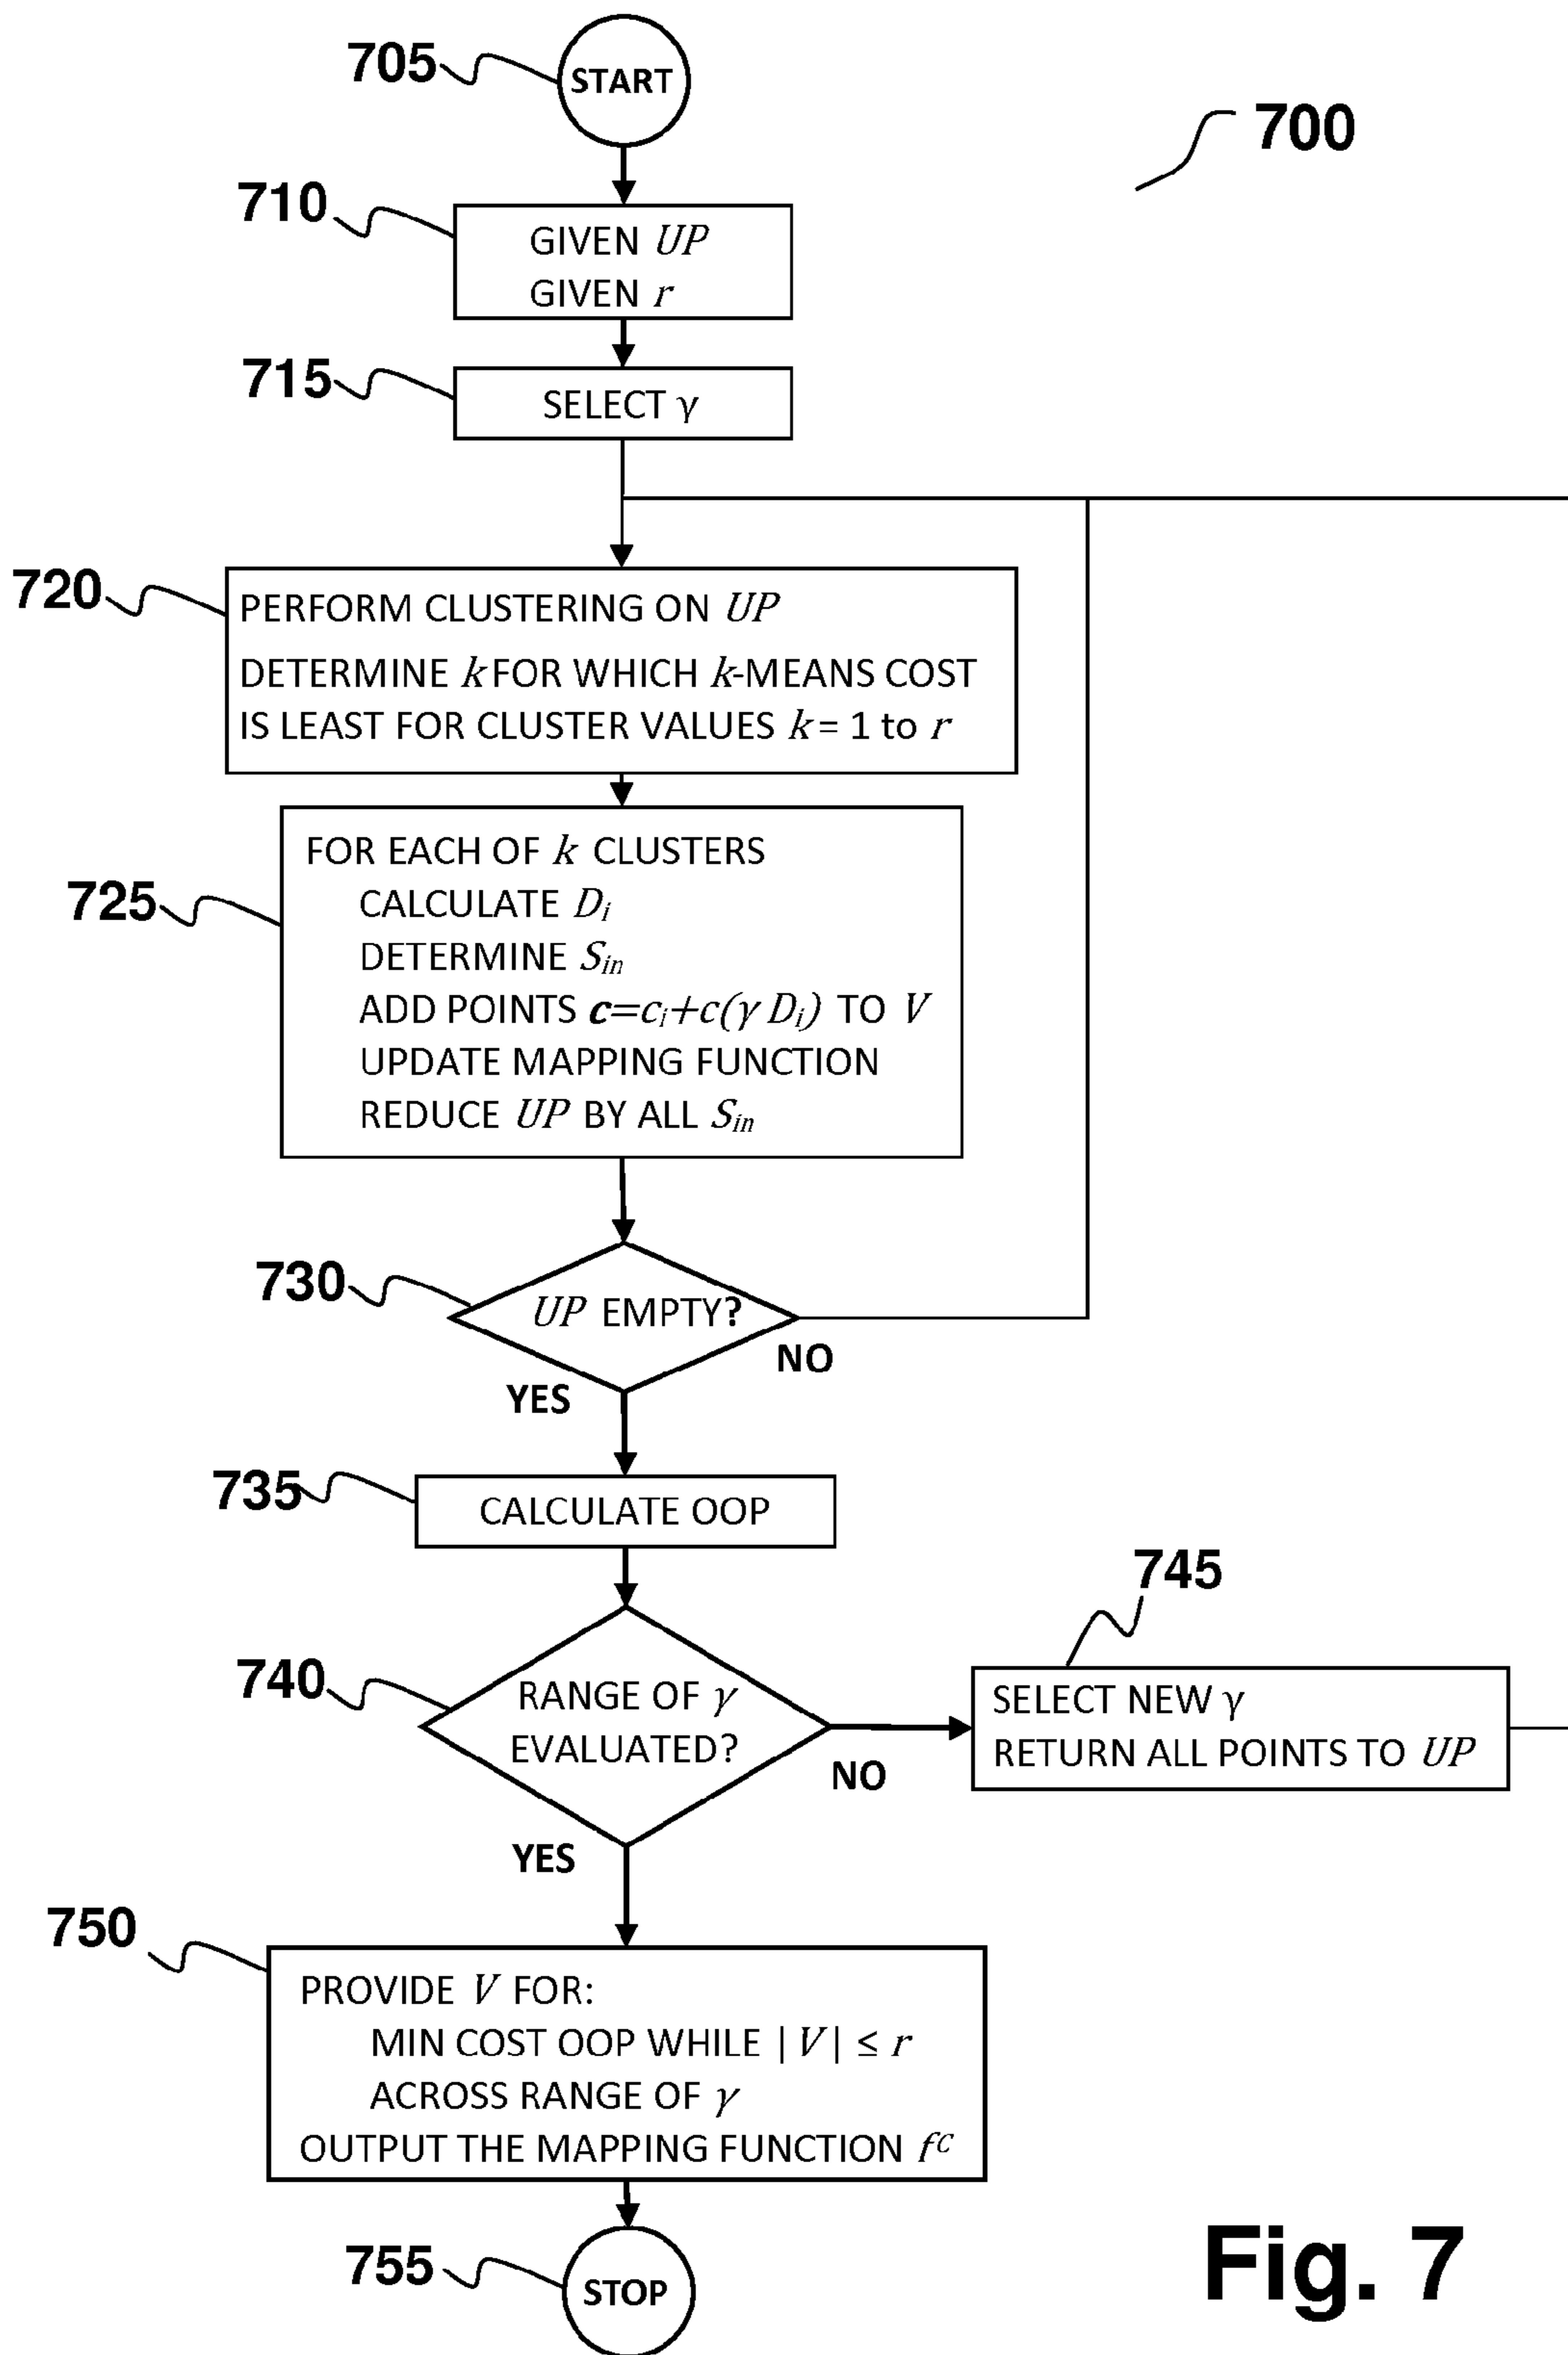 705
START
700
710
GIVEN UP
GIVEN r
715
SELECT γ
720
PERFORM CLUSTERING ON UP
DETERMINE k FOR WHICH k-MEANS COST
IS LEAST FOR CLUSTER VALUES k = 1 to r
725
FOR EACH OF k CLUSTERS
CALCULATE Di
DETERMINE Sin
ADD POINTS c=ci+c(γ Di) TO V
UPDATE MAPPING FUNCTION
REDUCE UP BY ALL Sin
730
UP EMPTY?
NO
YES
735
CALCULATE OOP
740
RANGE OF γ
EVALUATED?
NO
YES
745
SELECT NEW γ
RETURN ALL POINTS TO UP
750
PROVIDE V FOR:
MIN COST OOP WHILE | V | ≤ r
ACROSS RANGE OF γ
OUTPUT THE MAPPING FUNCTION fC
755
STOP
Fig. 7